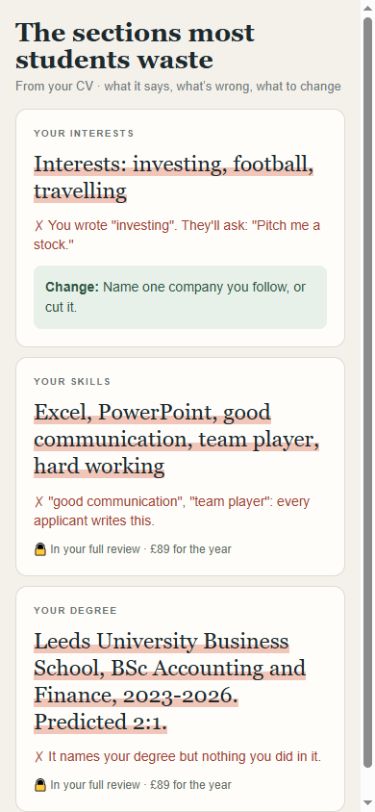 The sections most
students waste
From your CV · what it says, what's wrong, what to change
YOUR INTERESTS
Interests: investing, football,
travelling
✗ You wrote "investing". They'll ask: "Pitch me a
stock."
Change: Name one company you follow, or
cut it.
YOUR SKILLS
Excel, PowerPoint, good
communication, team player,
hard working
✗ "good communication", "team player": every
applicant writes this.
🔒 In your full review · £89 for the year
YOUR DEGREE
Leeds University Business
School, BSc Accounting and
Finance, 2023-2026.
Predicted 2:1.
✗ It names your degree but nothing you did in it.
🔒 In your full review · £89 for the year